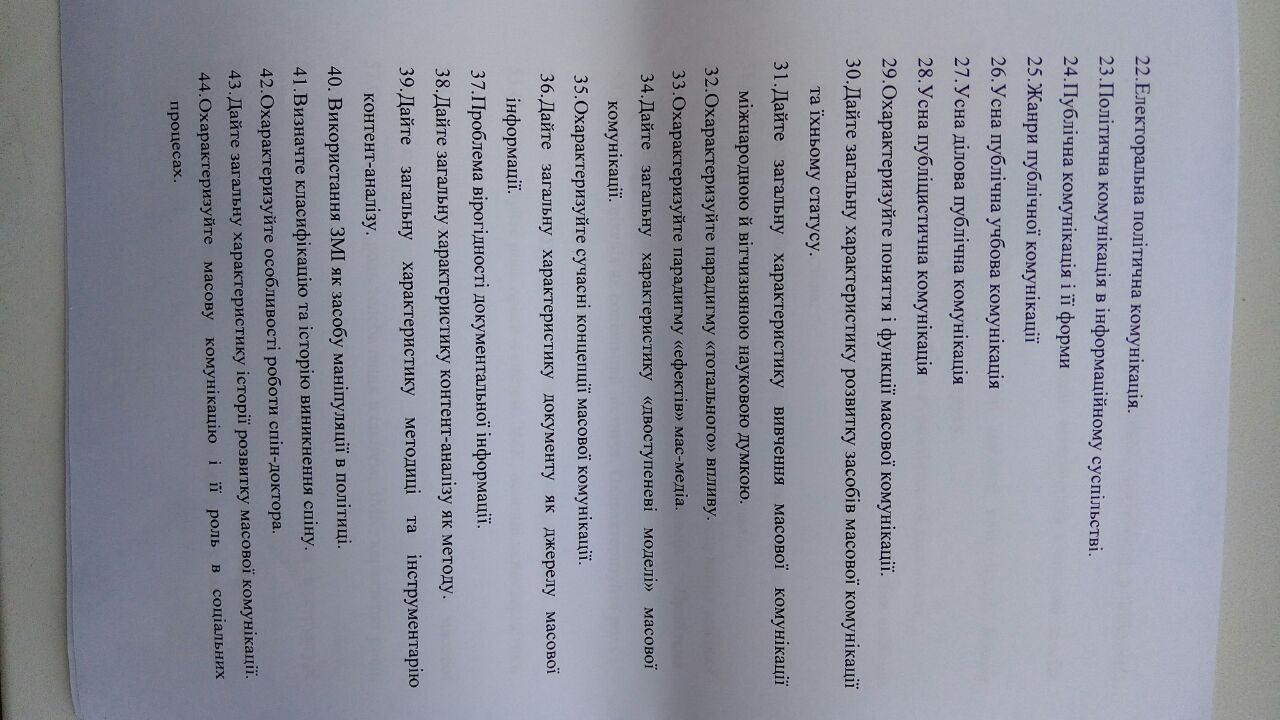 22.Електоральна політична комунікація.
23.Політична комунікація в інформаційному суспільстві.
24.Публічна комунікація і її форми
25.Жанри публічної комунікації
26.Усна публічна учбова комунікація
27.Усна ділова публічна комунікація
28.Усна публіцистична комунікація
29.Охарактеризуйте поняття і функції масової комунікації.
30.Дайте загальну характеристику розвитку засобів масової комунікації
та їхньому статусу.
31.Дайте загальну характеристику вивчення масової комунікації
міжнародною й вітчизняною науковою думкою.
32.Охарактеризуйте парадигму «тотального» впливу.
33.Охарактеризуйте парадигму «ефектів» мас-медіа.
34.Дайте загальну характеристику «двоступеневі моделі» масової
комунікації.
35.Охарактеризуйте сучасні концепції масової комунікації.
36.Дайте загальну характеристику документу як джерелу масової
інформації.
37.Проблема вірогідності документальної інформації.
38.Дайте загальну характеристику контент-аналізу як методу.
39.Дайте загальну характеристику методиці та інструментарію
контент-аналізу.
40. Використання ЗМІ як засобу маніпуляції в політиці.
41.Визначте класифікацію та історію виникнення спіну.
42.Охарактеризуйте особливості роботи спін-доктора.
43.Дайте загальну характеристику історії розвитку масової комунікації.
44.Охарактеризуйте масову комунікацію і її роль в соціальних
процесах.